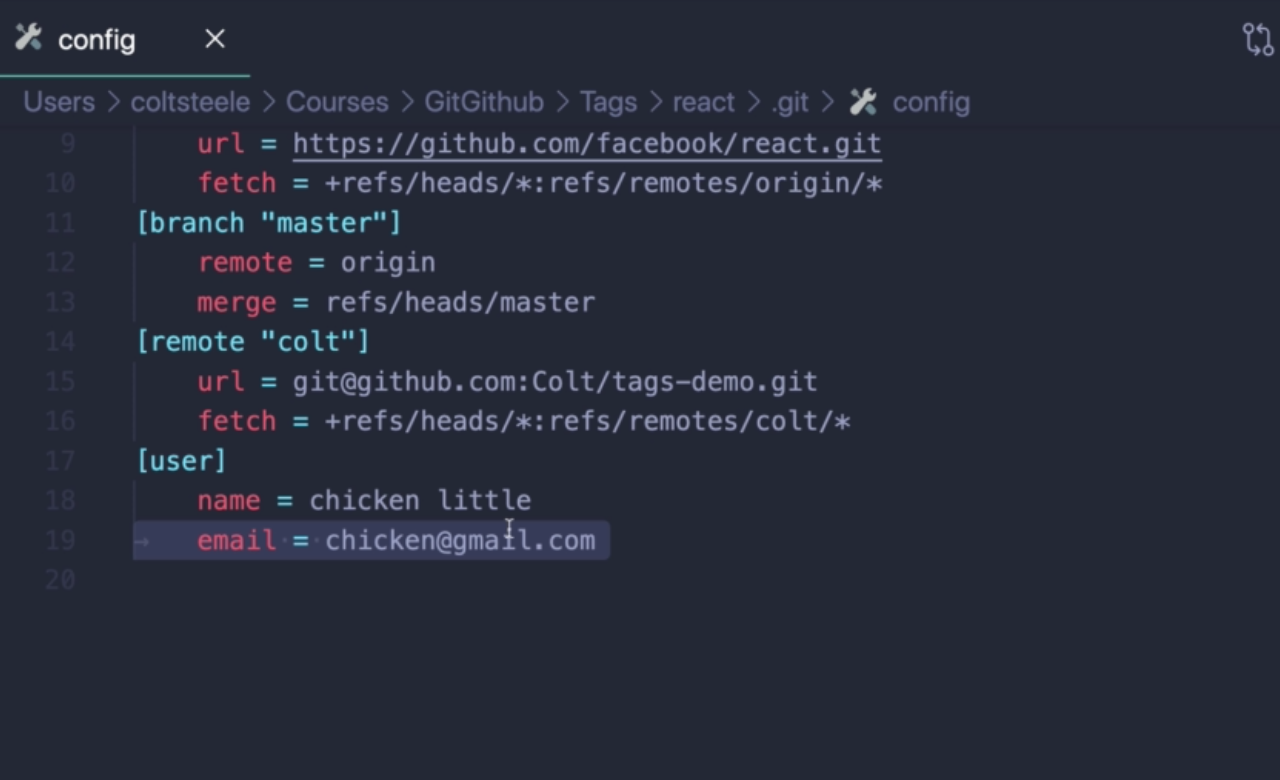 config
Users > coltsteele > Courses > GitGithub > Tags > react > .git > config
9 url = https://github.com/facebook/react.git
10 fetch = +refs/heads/*:refs/remotes/origin/*
11 [branch "master"]
12 remote = origin
13 merge = refs/heads/master
14 [remote "colt"]
15 url = git@github.com:Colt/tags-demo.git
16 fetch = +refs/heads/*:refs/remotes/colt/*
17 [user]
18 name = chicken little
19 email = chicken@gmail.com
20